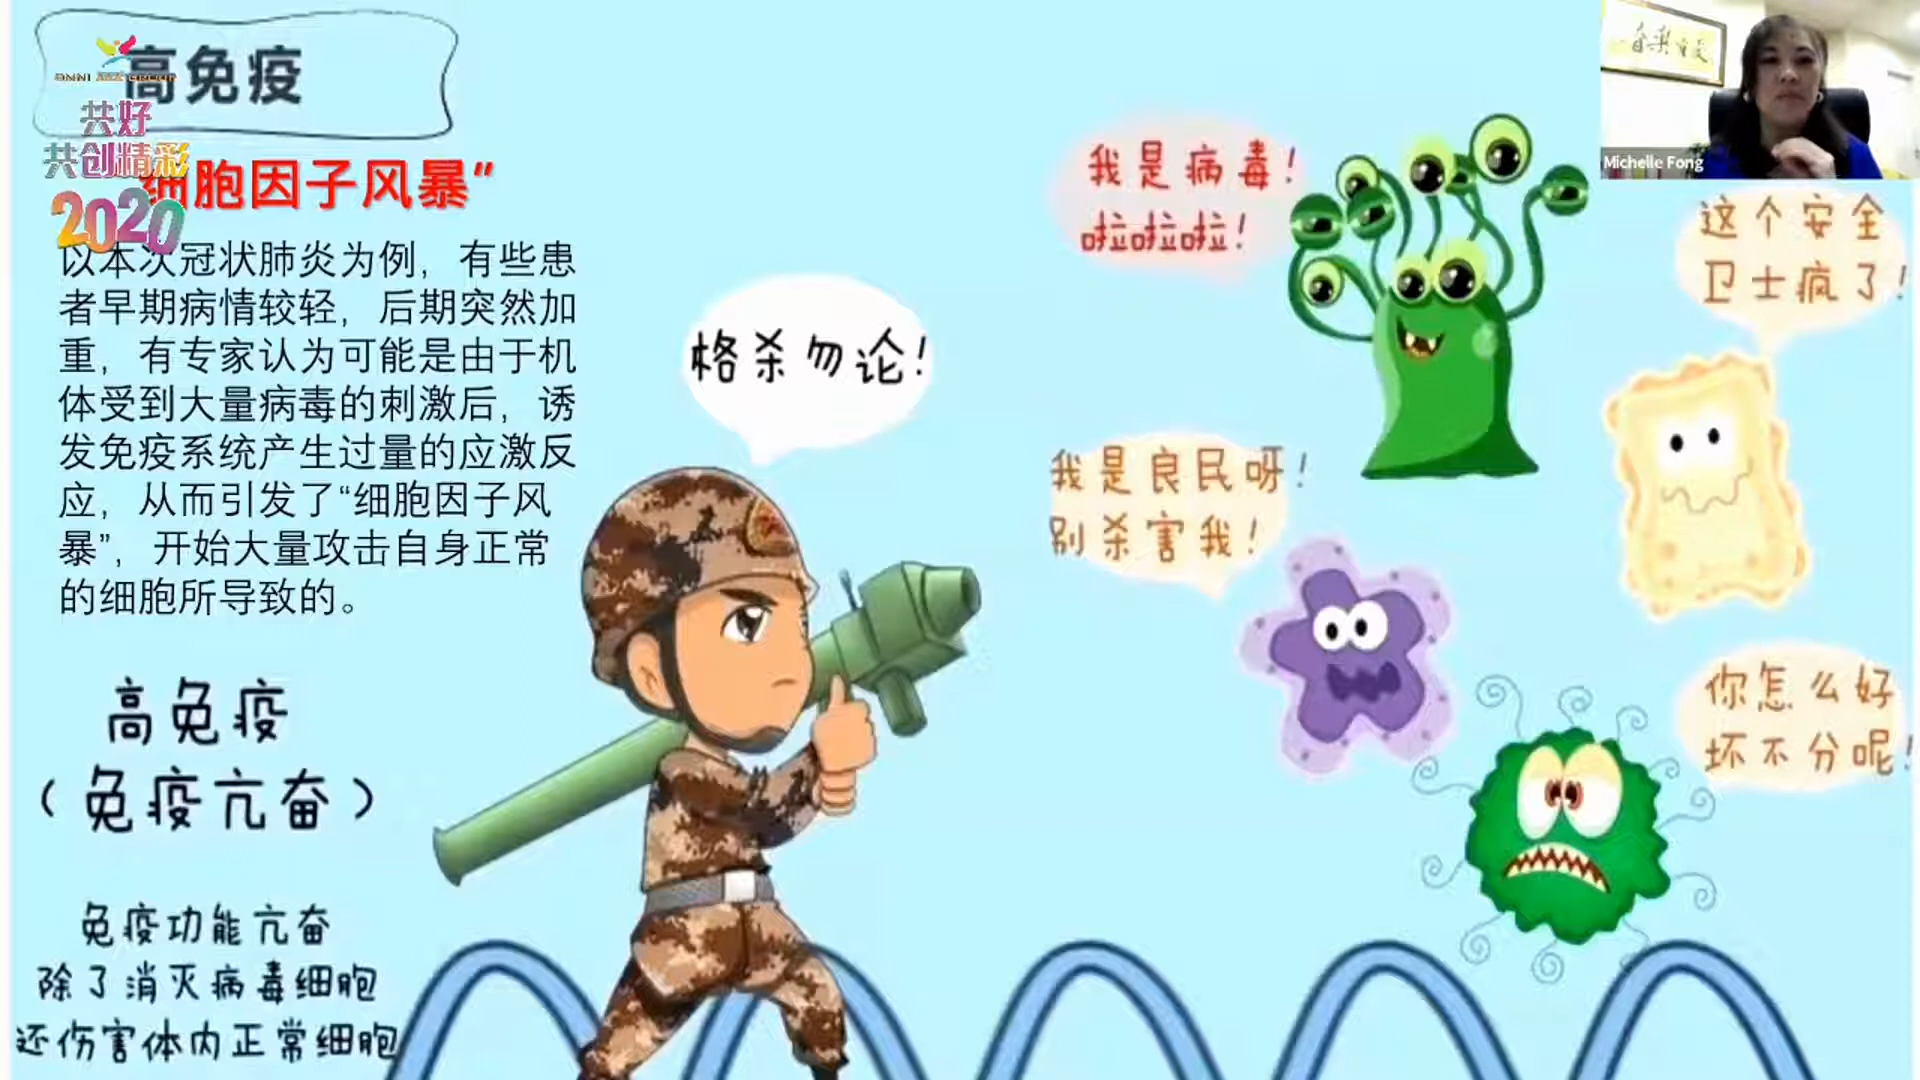 高免疫
ONNI GROUP
共好
共创精彩
2020
细胞因子风暴”
以本次冠状肺炎为例，有些患
者早期病情较轻，后期突然加
重，有专家认为可能是由于机
体受到大量病毒的刺激后，诱
发免疫系统产生过量的应激反
应，从而引发了“细胞因子风
暴”，开始大量攻击自身正常
的细胞所导致的。
高免疫
（免疫亢奋）
免疫功能亢奋
除了消灭病毒细胞
还伤害体内正常细胞
格杀勿论！
我是病毒！
啦啦啦！
我是良民呀！
别杀害我！
这个安全
卫士疯了！
你怎么好
坏不分呢！
Michelle Fong